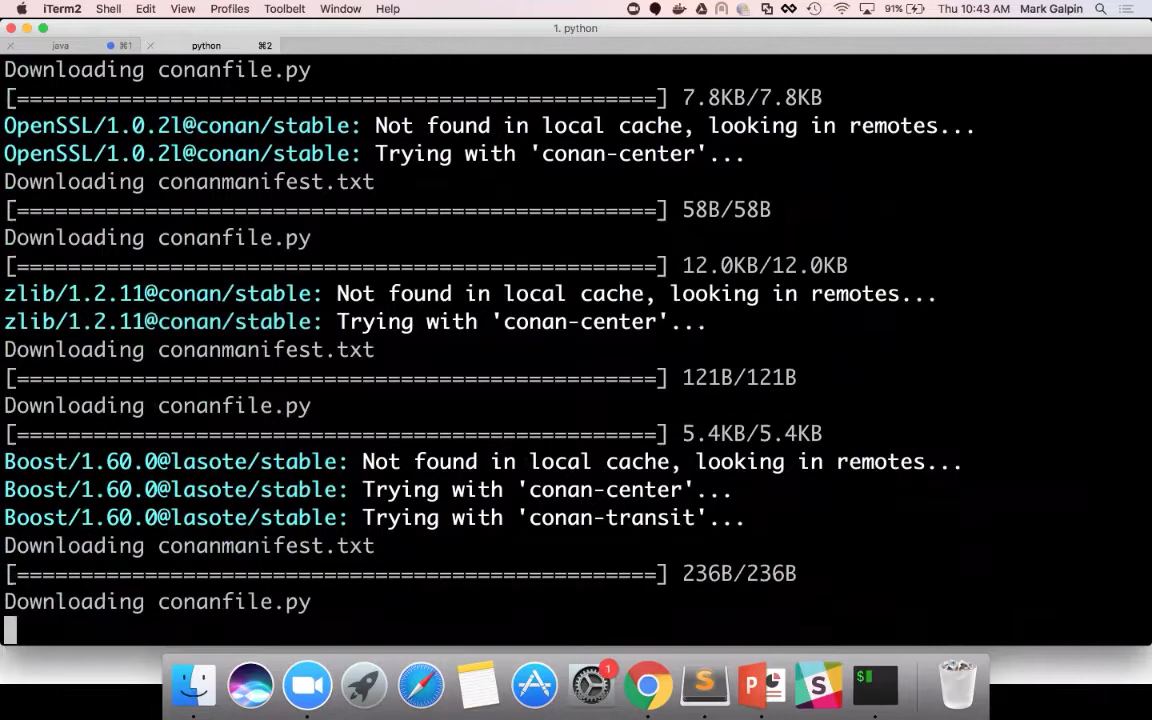 iTerm2 Shell Edit View Profiles Toolbelt Window Help 91% Thu 10:43 AM Mark Galpin
1. python
java ⌘1 python ⌘2
Downloading conanfile.py
[==================================================] 7.8KB/7.8KB
OpenSSL/1.0.2l@conan/stable: Not found in local cache, looking in remotes...
OpenSSL/1.0.2l@conan/stable: Trying with 'conan-center'...
Downloading conanmanifest.txt
[==================================================] 58B/58B
Downloading conanfile.py
[==================================================] 12.0KB/12.0KB
zlib/1.2.11@conan/stable: Not found in local cache, looking in remotes...
zlib/1.2.11@conan/stable: Trying with 'conan-center'...
Downloading conanmanifest.txt
[==================================================] 121B/121B
Downloading conanfile.py
[==================================================] 5.4KB/5.4KB
Boost/1.60.0@lasote/stable: Not found in local cache, looking in remotes...
Boost/1.60.0@lasote/stable: Trying with 'conan-center'...
Boost/1.60.0@lasote/stable: Trying with 'conan-transit'...
Downloading conanmanifest.txt
[==================================================] 236B/236B
Downloading conanfile.py
1
S P S $